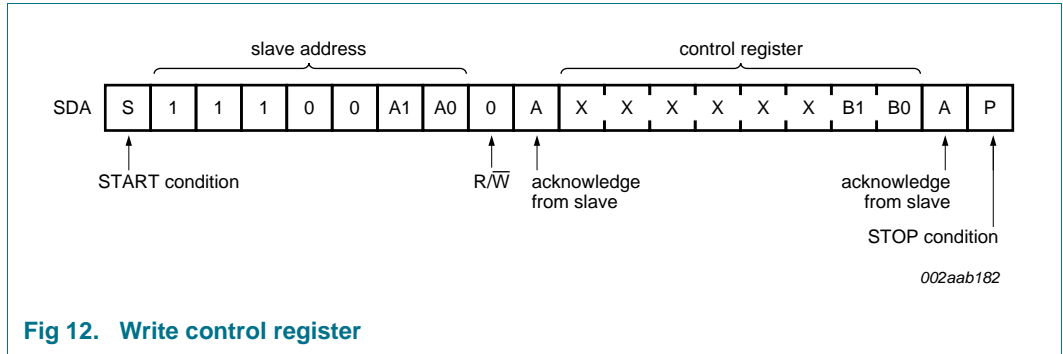 slave address control register
SDA S 1 1 1 0 0 A1 A0 0 A X X X X X X B1 B0 A P
START condition R/W̅ acknowledge acknowledge
from slave from slave
STOP condition
002aab182
Fig 12. Write control register